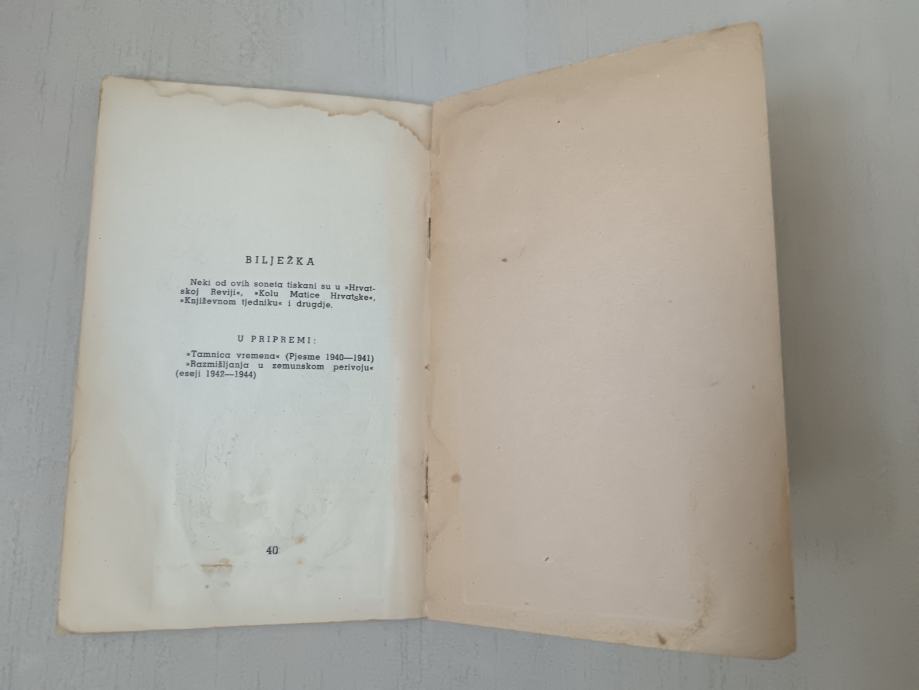 BILJEŽKA
Neki od ovih soneta tiskani su u »Hrvat-
skoj Reviji«, »Kolu Matice Hrvatske«,
»Književnom tjedniku« i drugdje.
U PRIPREMI:
»Tamnica vremena« (Pjesme 1940—1941)
»Razmišljanja u zemunskom perivoju«
(eseji 1942—1944)
40